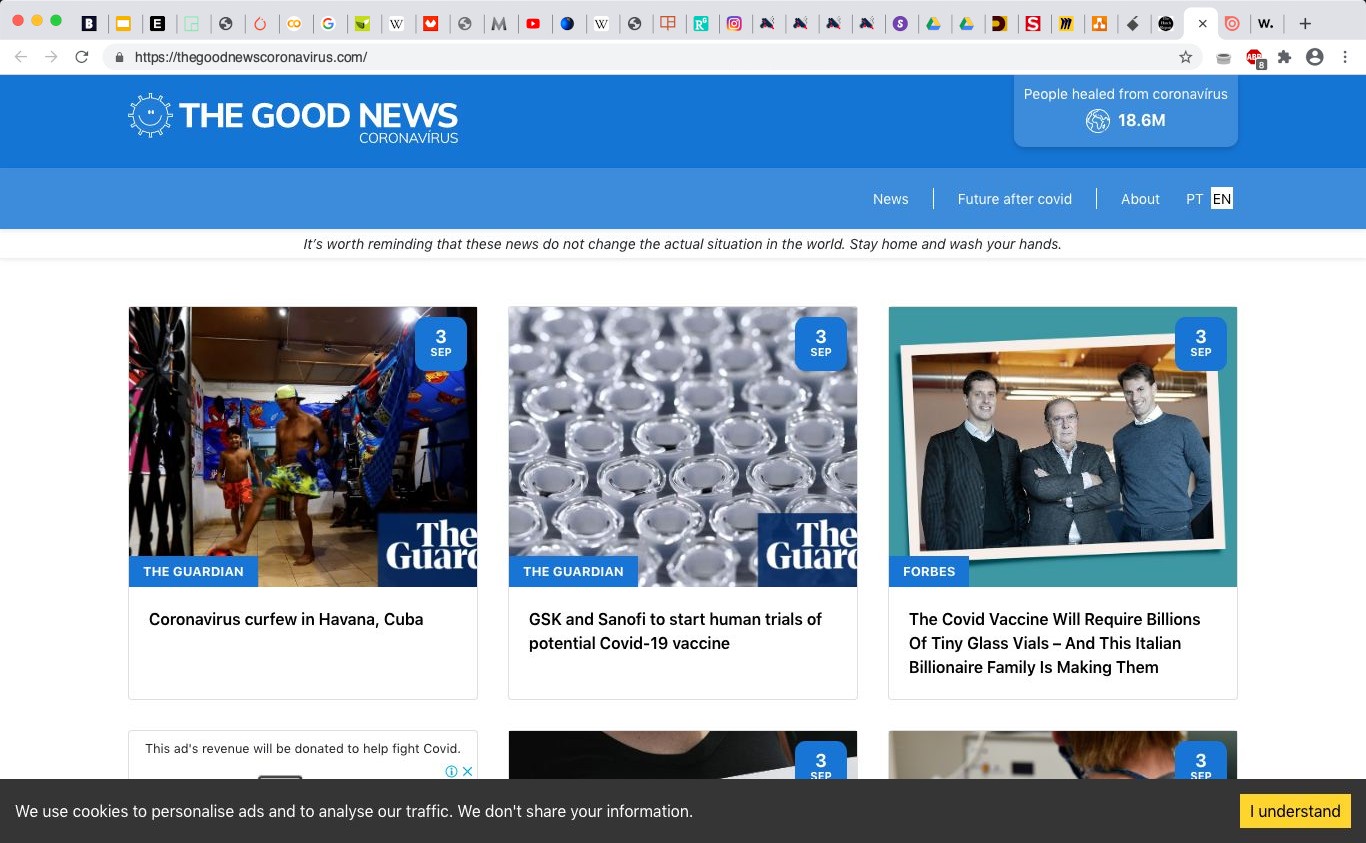 https://thegoodnewscoronavirus.com/
THE GOOD NEWS
CORONAVÍRUS
People healed from coronavírus
18.6M
News
Future after covid
About
PT
EN
It's worth reminding that these news do not change the actual situation in the world. Stay home and wash your hands.
3
SEP
The
Guard
THE GUARDIAN
Coronavirus curfew in Havana, Cuba
3
SEP
The
Guard
THE GUARDIAN
GSK and Sanofi to start human trials of
potential Covid-19 vaccine
3
SEP
FORBES
The Covid Vaccine Will Require Billions
Of Tiny Glass Vials – And This Italian
Billionaire Family Is Making Them
This ad's revenue will be donated to help fight Covid.
3
SEP
3
SEP
We use cookies to personalise ads and to analyse our traffic. We don't share your information.
I understand